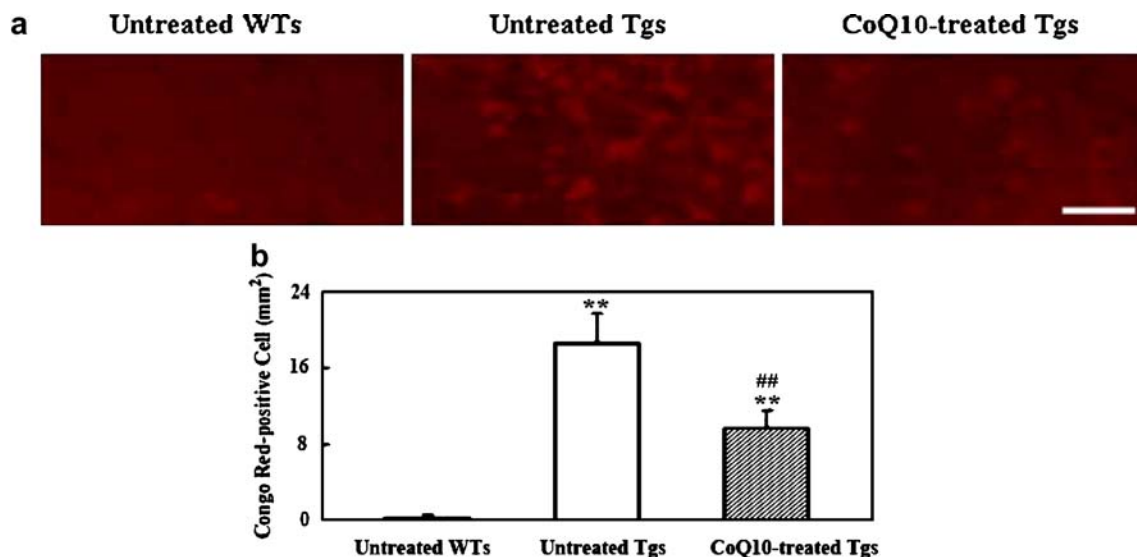 a
Untreated WTs Untreated Tgs CoQ10-treated Tgs
b
Congo Red-positive Cell (mm²)
24
16
8
0
**
##
**
Untreated WTs Untreated Tgs CoQ10-treated Tgs